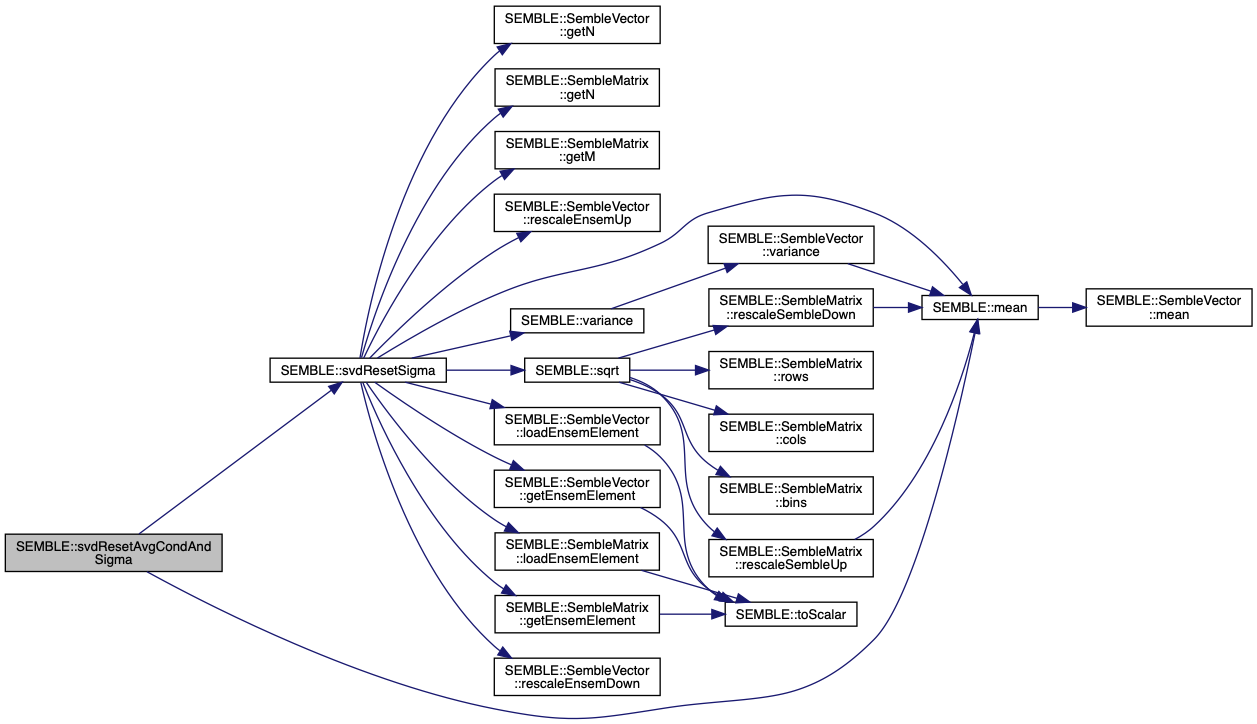 SEMBLE::SembleVector
::getN
SEMBLE::SembleMatrix
::getN
SEMBLE::SembleMatrix
::getM
SEMBLE::SembleVector
::rescaleEnsemUp
SEMBLE::SembleVector
::variance
SEMBLE::variance
SEMBLE::SembleMatrix
::rescaleSembleDown
SEMBLE::mean
SEMBLE::SembleVector
::mean
SEMBLE::svdResetSigma
SEMBLE::sqrt
SEMBLE::SembleMatrix
::rows
SEMBLE::SembleVector
::loadEnsemElement
SEMBLE::SembleMatrix
::cols
SEMBLE::SembleVector
::getEnsemElement
SEMBLE::SembleMatrix
::bins
SEMBLE::svdResetAvgCondAnd
Sigma
SEMBLE::SembleMatrix
::loadEnsemElement
SEMBLE::SembleMatrix
::rescaleSembleUp
SEMBLE::SembleMatrix
::getEnsemElement
SEMBLE::toScalar
SEMBLE::SembleVector
::rescaleEnsemDown